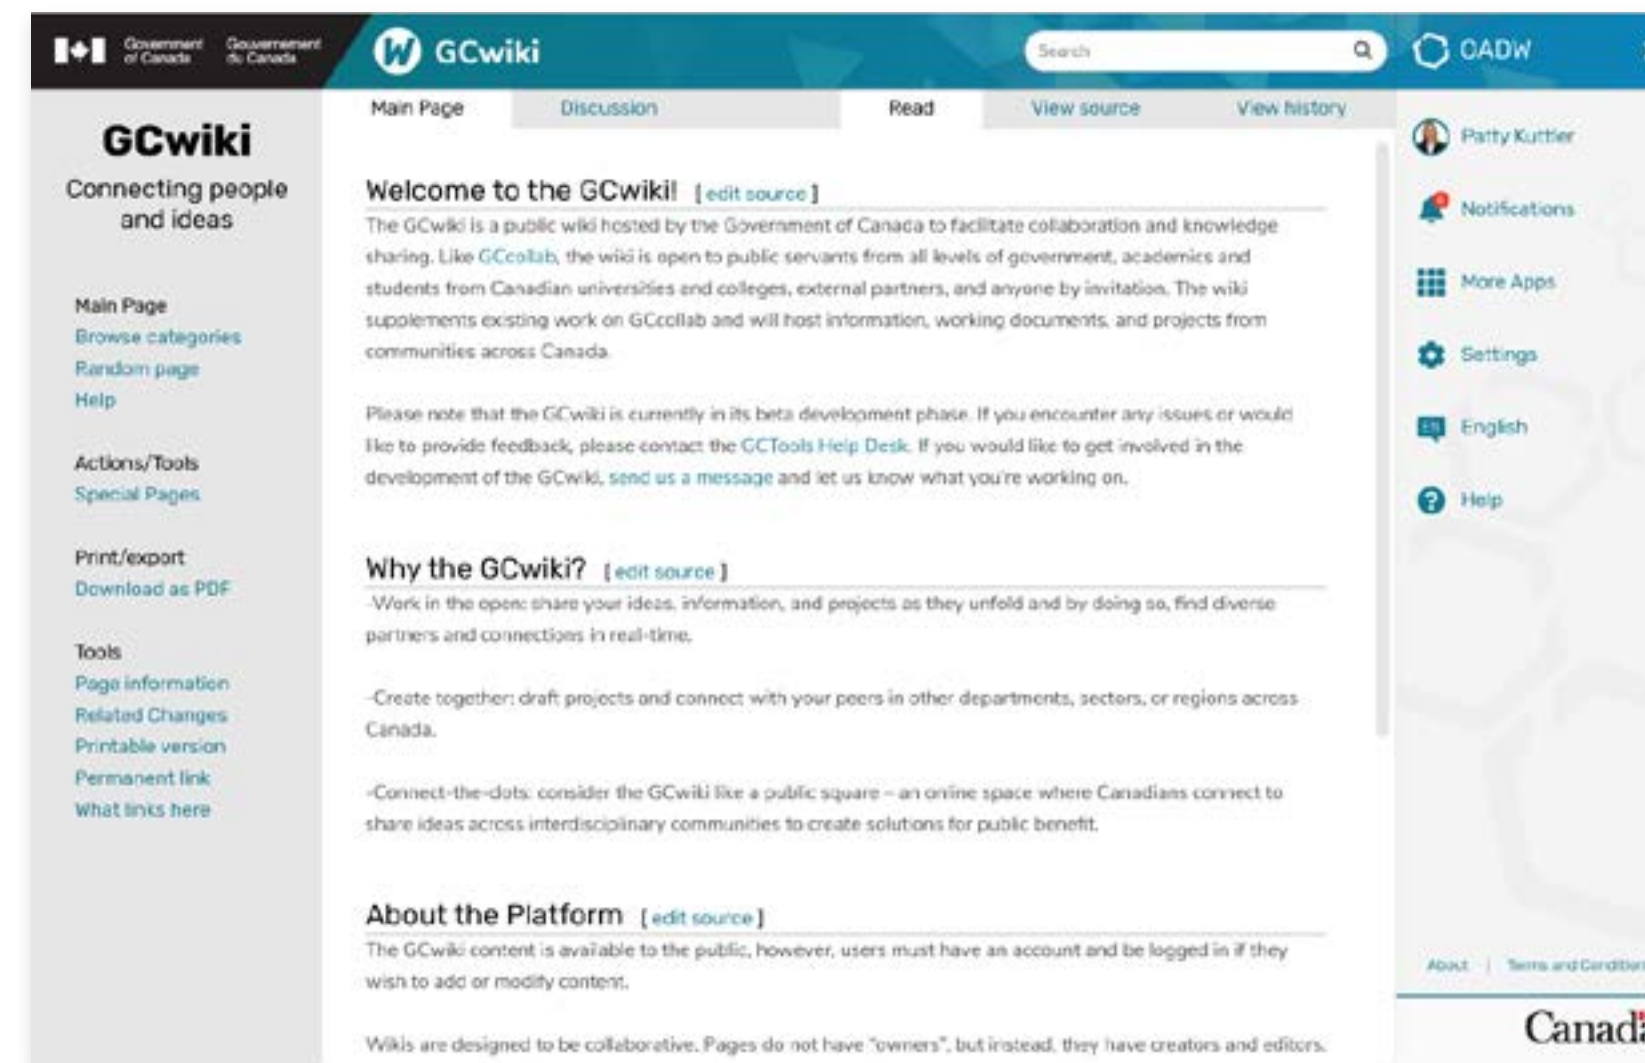 Government of Canada
Gouvernement du Canada
GCwiki
Search
OADW
Main Page
Discussion
Read
View source
View history
GCwiki
Connecting people
and ideas
Main Page
Browse categories
Random page
Help
Actions/Tools
Special Pages
Print/export
Download as PDF
Tools
Page information
Related Changes
Printable version
Permanent link
What links here
Welcome to the GCwiki! [edit source]
The GCwiki is a public wiki hosted by the Government of Canada to facilitate collaboration and knowledge
sharing. Like GCcollab, the wiki is open to public servants from all levels of government, academics and
students from Canadian universities and colleges, external partners, and anyone by invitation. The wiki
supplements existing work on GCcollab and will host information, working documents, and projects from
communities across Canada.
Please note that the GCwiki is currently in its beta development phase. If you encounter any issues or would
like to provide feedback, please contact the GCTools Help Desk. If you would like to get involved in the
development of the GCwiki, send us a message and let us know what you're working on.
Why the GCwiki? [edit source]
-Work in the open: share your ideas, information, and projects as they unfold and by doing so, find diverse
partners and connections in real-time.
-Create together: draft projects and connect with your peers in other departments, sectors, or regions across
Canada.
-Connect-the-dots: consider the GCwiki like a public square – an online space where Canadians connect to
share ideas across interdisciplinary communities to create solutions for public benefit.
About the Platform [edit source]
The GCwiki content is available to the public, however, users must have an account and be logged in if they
wish to add or modify content.
Wikis are designed to be collaborative. Pages do not have "owners", but instead, they have creators and editors.
Patty Kuttler
Notifications
More Apps
Settings
English
Help
About | Terms and Condition
Canada